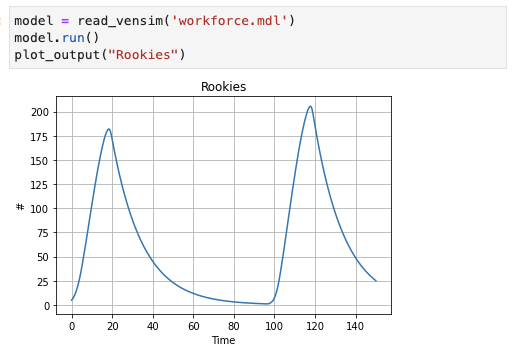 model = read_vensim('workforce.mdl')
model.run()
plot_output("Rookies")
Rookies
200
175
150
125
100
75
50
25
0
#
0 20 40 60 80 100 120 140
Time